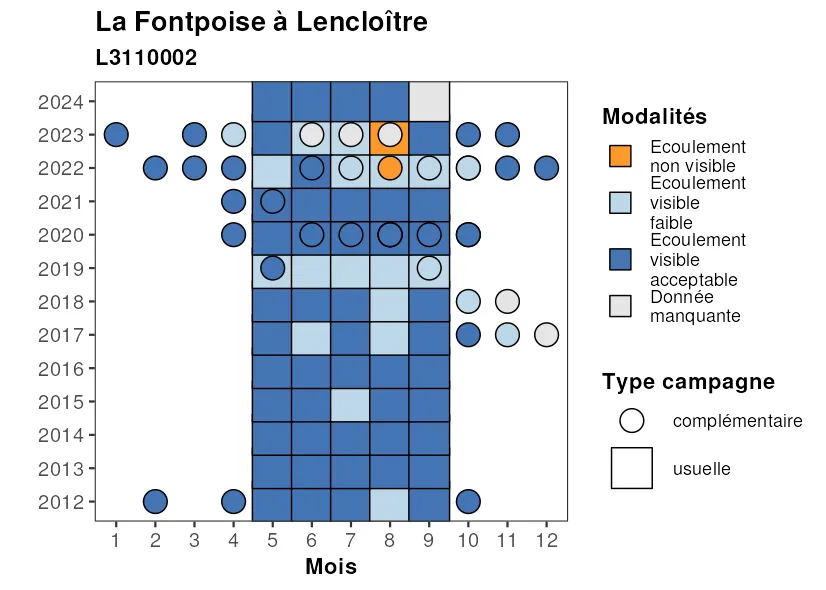 La Fontpoise à Lencloître
L3110002
2024
2023
2022
2021
2020
2019
2018
2017
2016
2015
2014
2013
2012
1 2 3 4 5 6 7 8 9 10 11 12
Mois
Modalités
Ecoulement
non visible
Ecoulement
visible
faible
Ecoulement
visible
acceptable
Donnée
manquante
Type campagne
complémentaire
usuelle